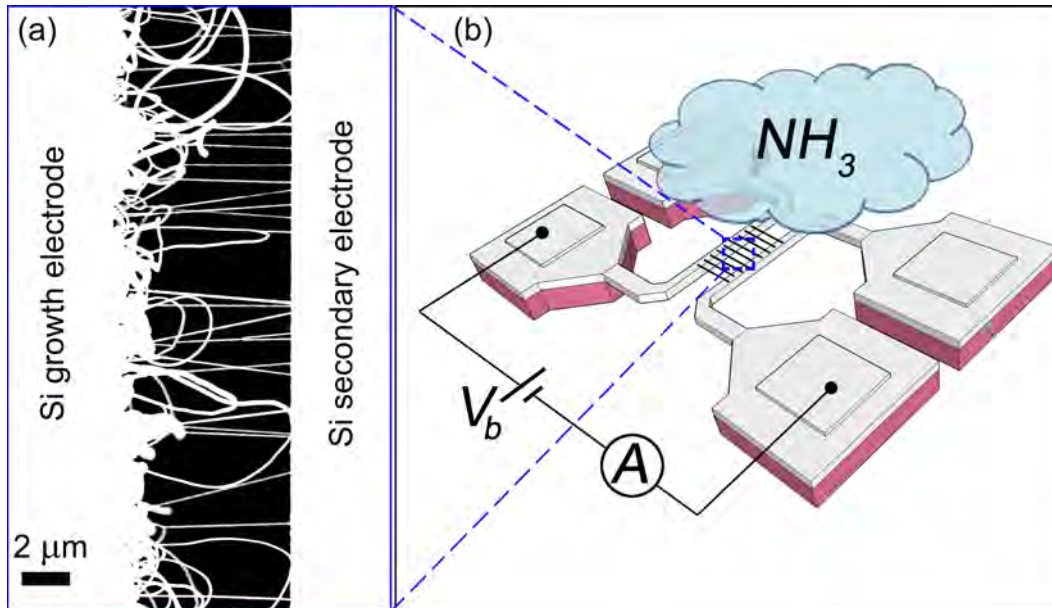 (a)
Si growth electrode
Si secondary electrode
2 μm
(b)
NH3
Vb
A